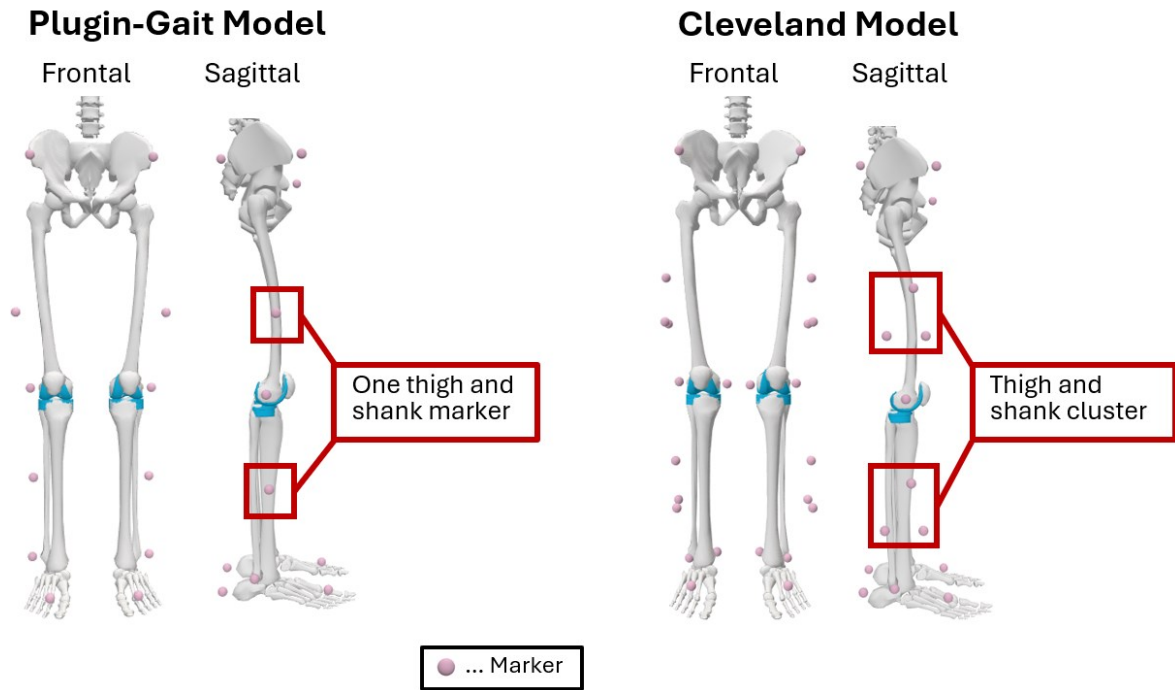 Plugin-Gait Model
Cleveland Model
Frontal
Sagittal
Frontal
Sagittal
One thigh and
shank marker
Thigh and
shank cluster
... Marker